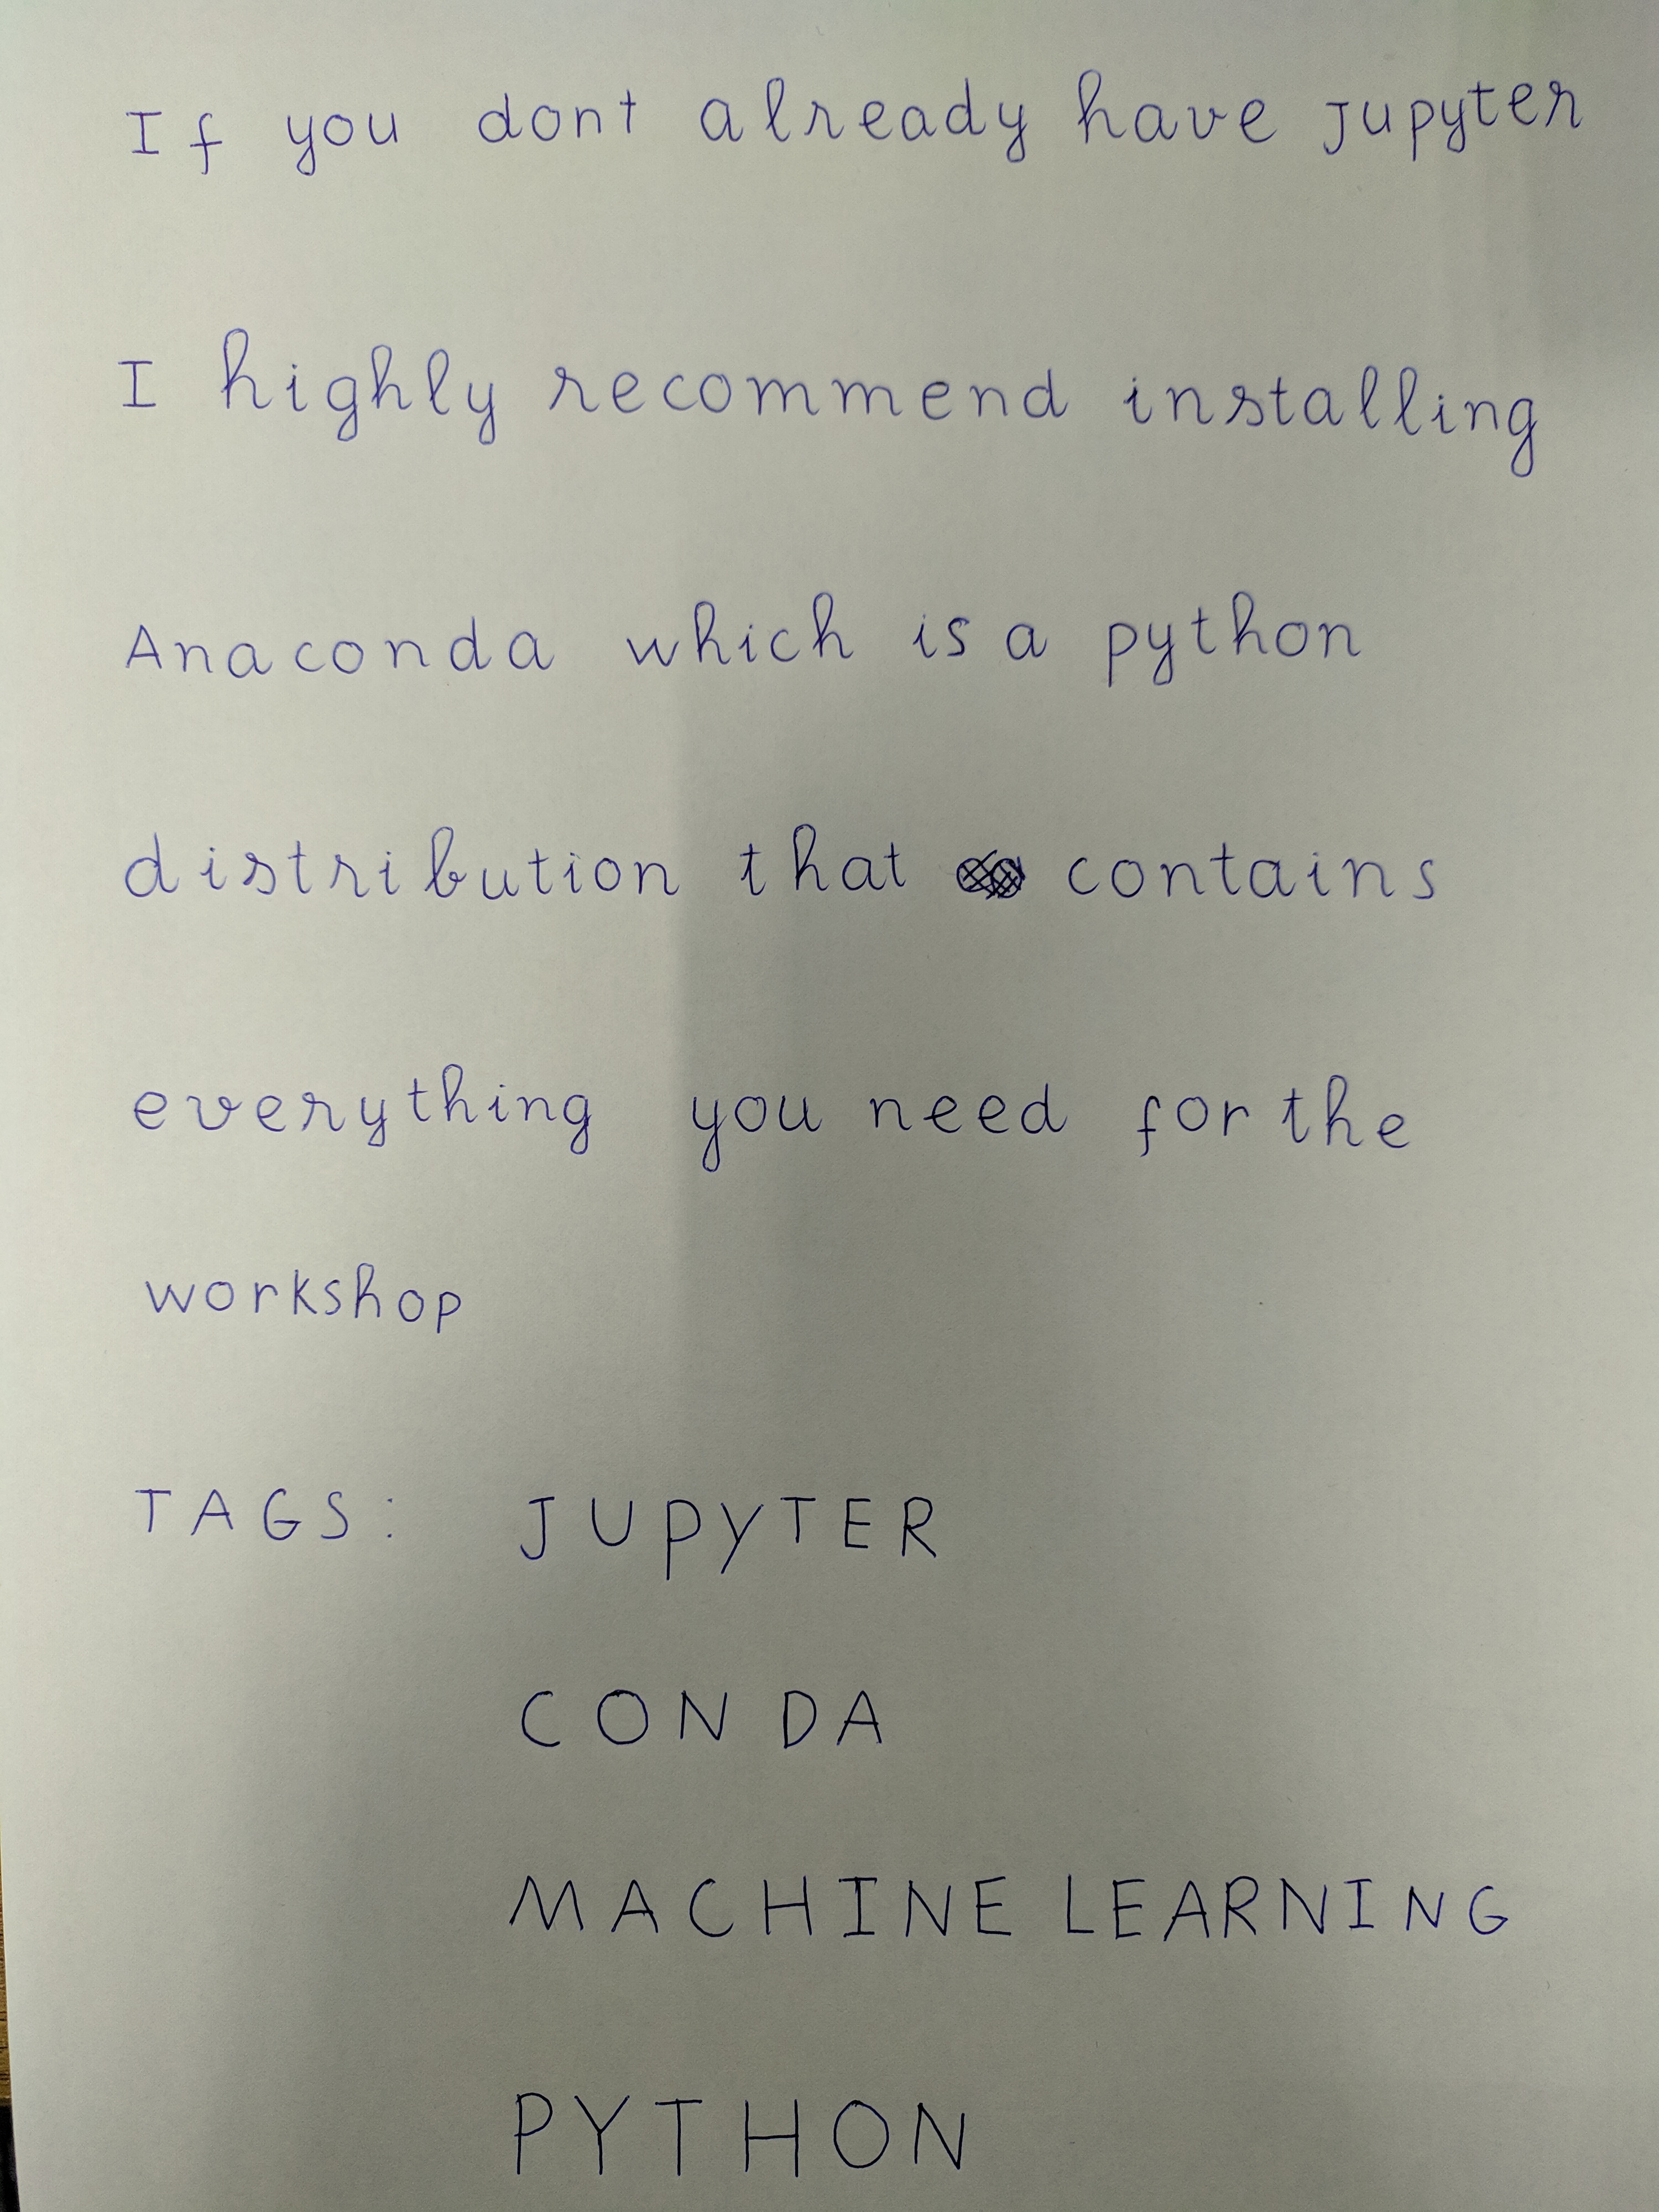 If you dont already have jupyter
I highly recommend installing
Anaconda which is a python
distribution that contains
everything you need for the
workshop
TAGS: JUPYTER
CONDA
MACHINE LEARNING
PYTHON